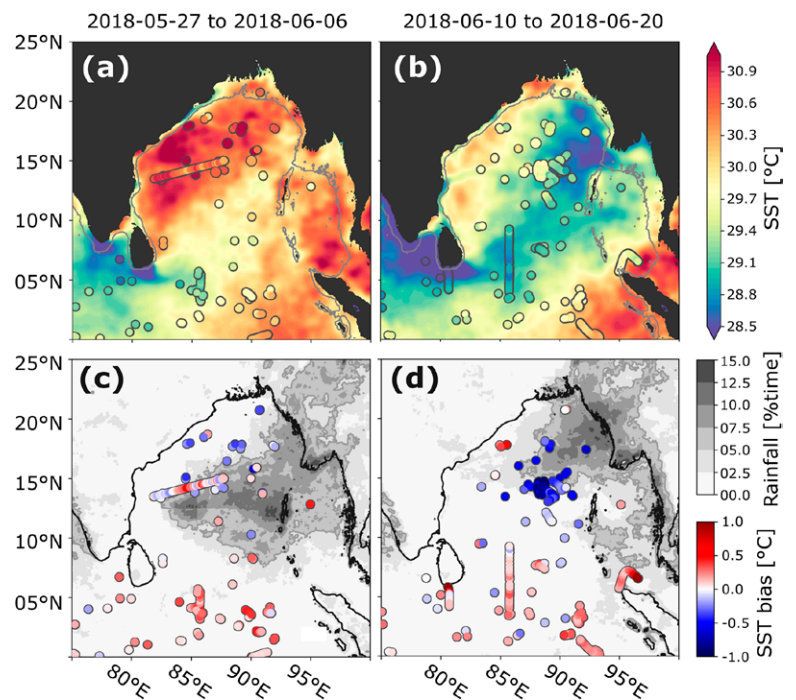 2018-05-27 to 2018-06-06 2018-06-10 to 2018-06-20
25°N
(a) (b)
20°N
15°N
10°N
05°N
30.9
30.6
30.3
30.0
29.7
29.4
29.1
28.8
28.5
SST [°C]
25°N
(c) (d)
20°N
15°N
10°N
05°N
15.0
12.5
10.0
07.5
05.0
02.5
00.0
Rainfall [%time]
1.0
0.5
0.0
-0.5
-1.0
SST bias [°C]
80°E 85°E 90°E 95°E 80°E 85°E 90°E 95°E